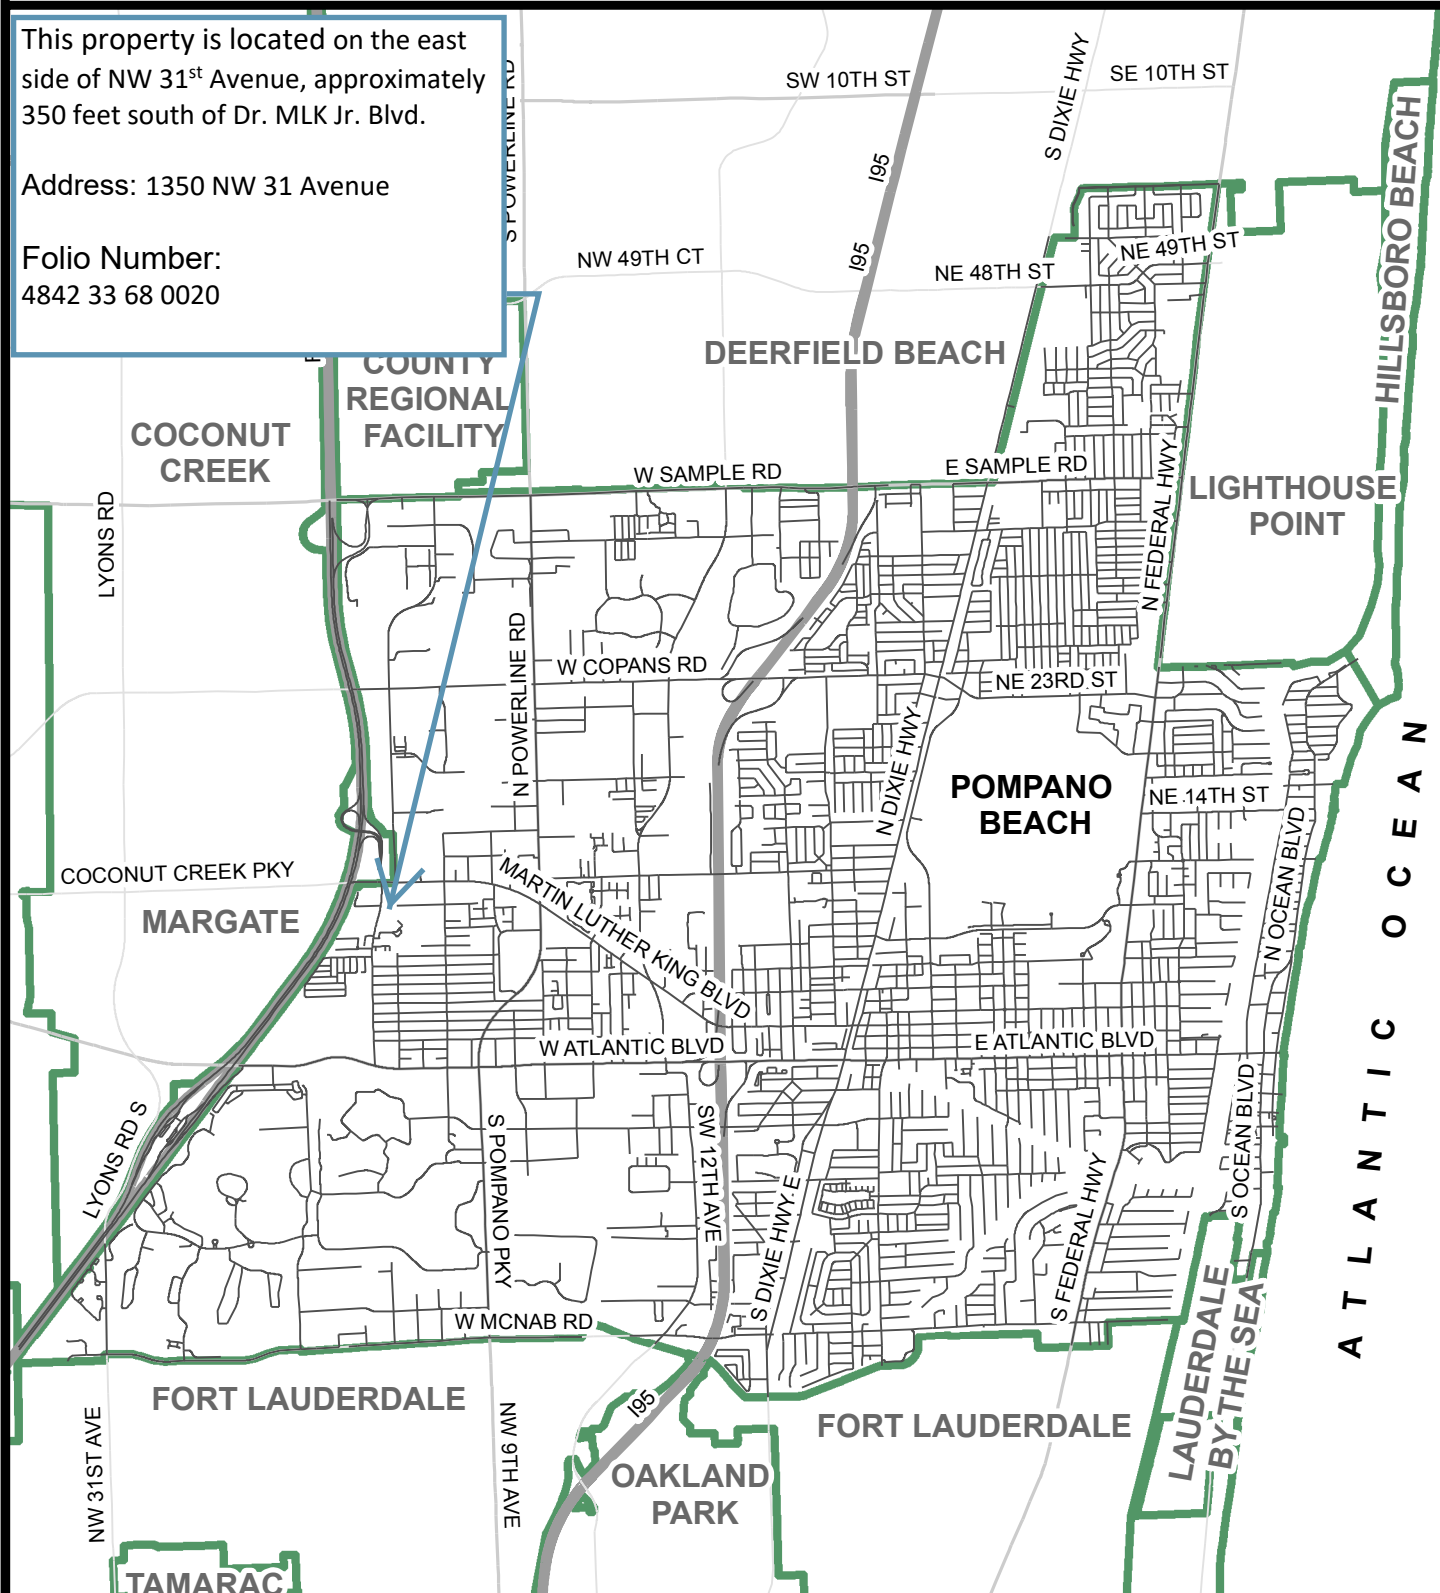 This property is located on the east
side of NW 31st Avenue, approximately
350 feet south of Dr. MLK Jr. Blvd.
Address: 1350 NW 31 Avenue
Folio Number:
4842 33 68 0020
S POWERLINE RD
SW 10TH ST
SE 10TH ST
S DIXIE HWY
I95
I95
NW 49TH CT
NE 48TH ST
NE 49TH ST
HILLSBORO BEACH
DEERFIELD BEACH
COUNTY
REGIONAL
FACILITY
COCONUT
CREEK
W SAMPLE RD
E SAMPLE RD
LYONS RD
N FEDERAL HWY
LIGHTHOUSE
POINT
N POWERLINE RD
W COPANS RD
NE 23RD ST
N DIXIE HWY
POMPANO
BEACH
NE 14TH ST
N OCEAN BLVD
ATLANTIC OCEAN
COCONUT CREEK PKY
MARGATE
MARTIN LUTHER KING BLVD
W ATLANTIC BLVD
E ATLANTIC BLVD
LYONS RD S
S POMPANO PKY
SW 12TH AVE
S DIXIE HWY E
S FEDERAL HWY
S OCEAN BLVD
W MCNAB RD
LAUDERDALE
BY THE SEA
FORT LAUDERDALE
FORT LAUDERDALE
I95
NW 31ST AVE
NW 9TH AVE
OAKLAND
PARK
TAMARAC